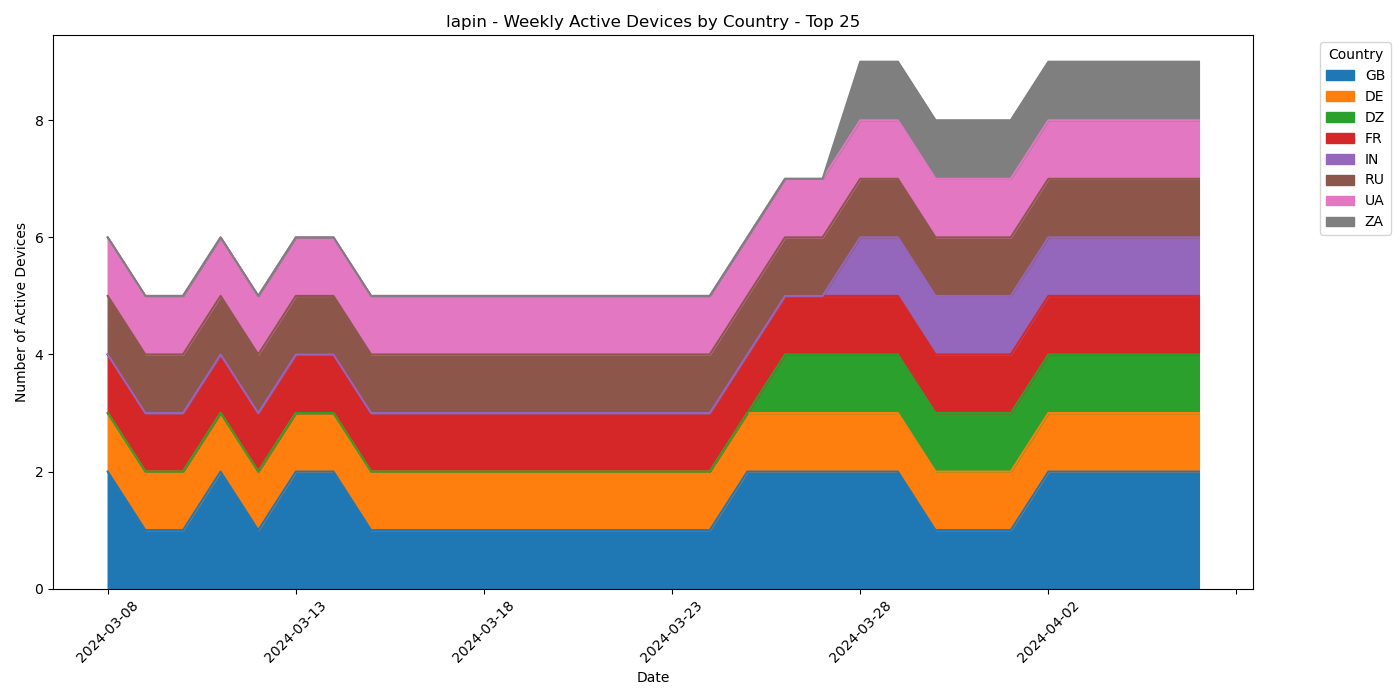 lapin - Weekly Active Devices by Country - Top 25
Number of Active Devices
8
6
4
2
0
2024-03-08
2024-03-13
2024-03-18
2024-03-23
2024-03-28
2024-04-02
Date
Country
GB
DE
DZ
FR
IN
RU
UA
ZA